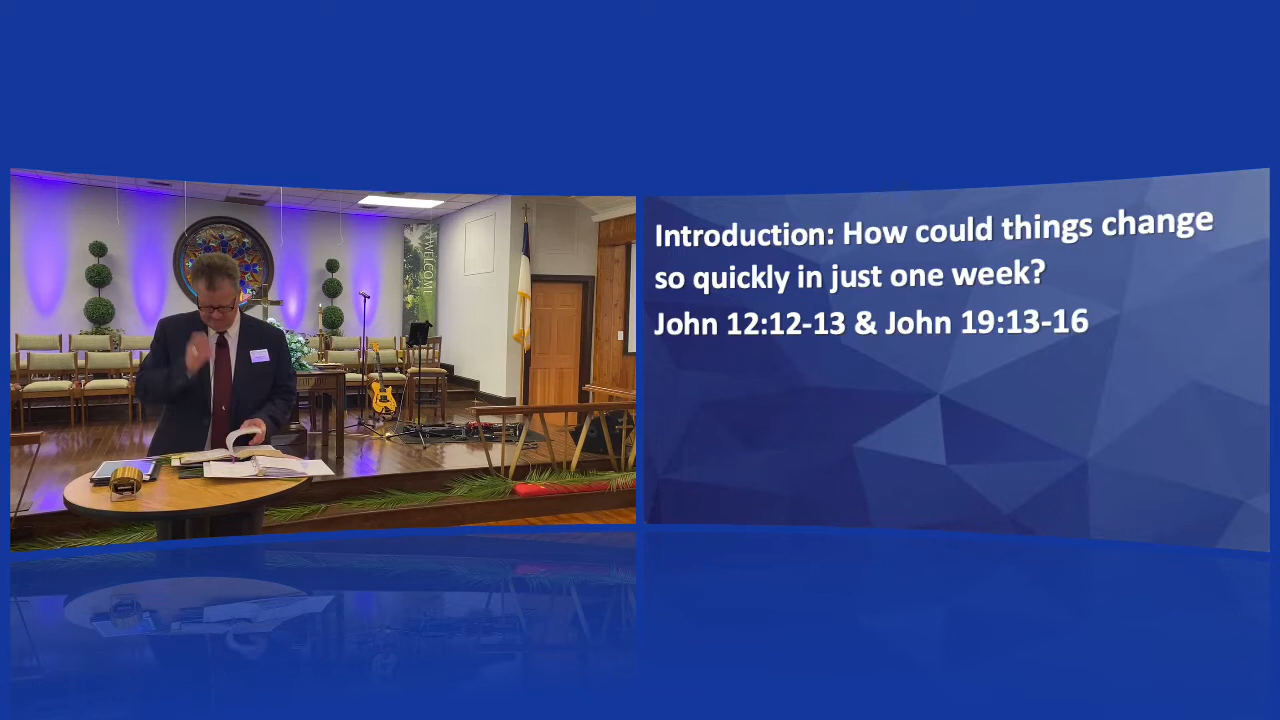 WELCOME
Introduction: How could things change
so quickly in just one week?
John 12:12-13 & John 19:13-16